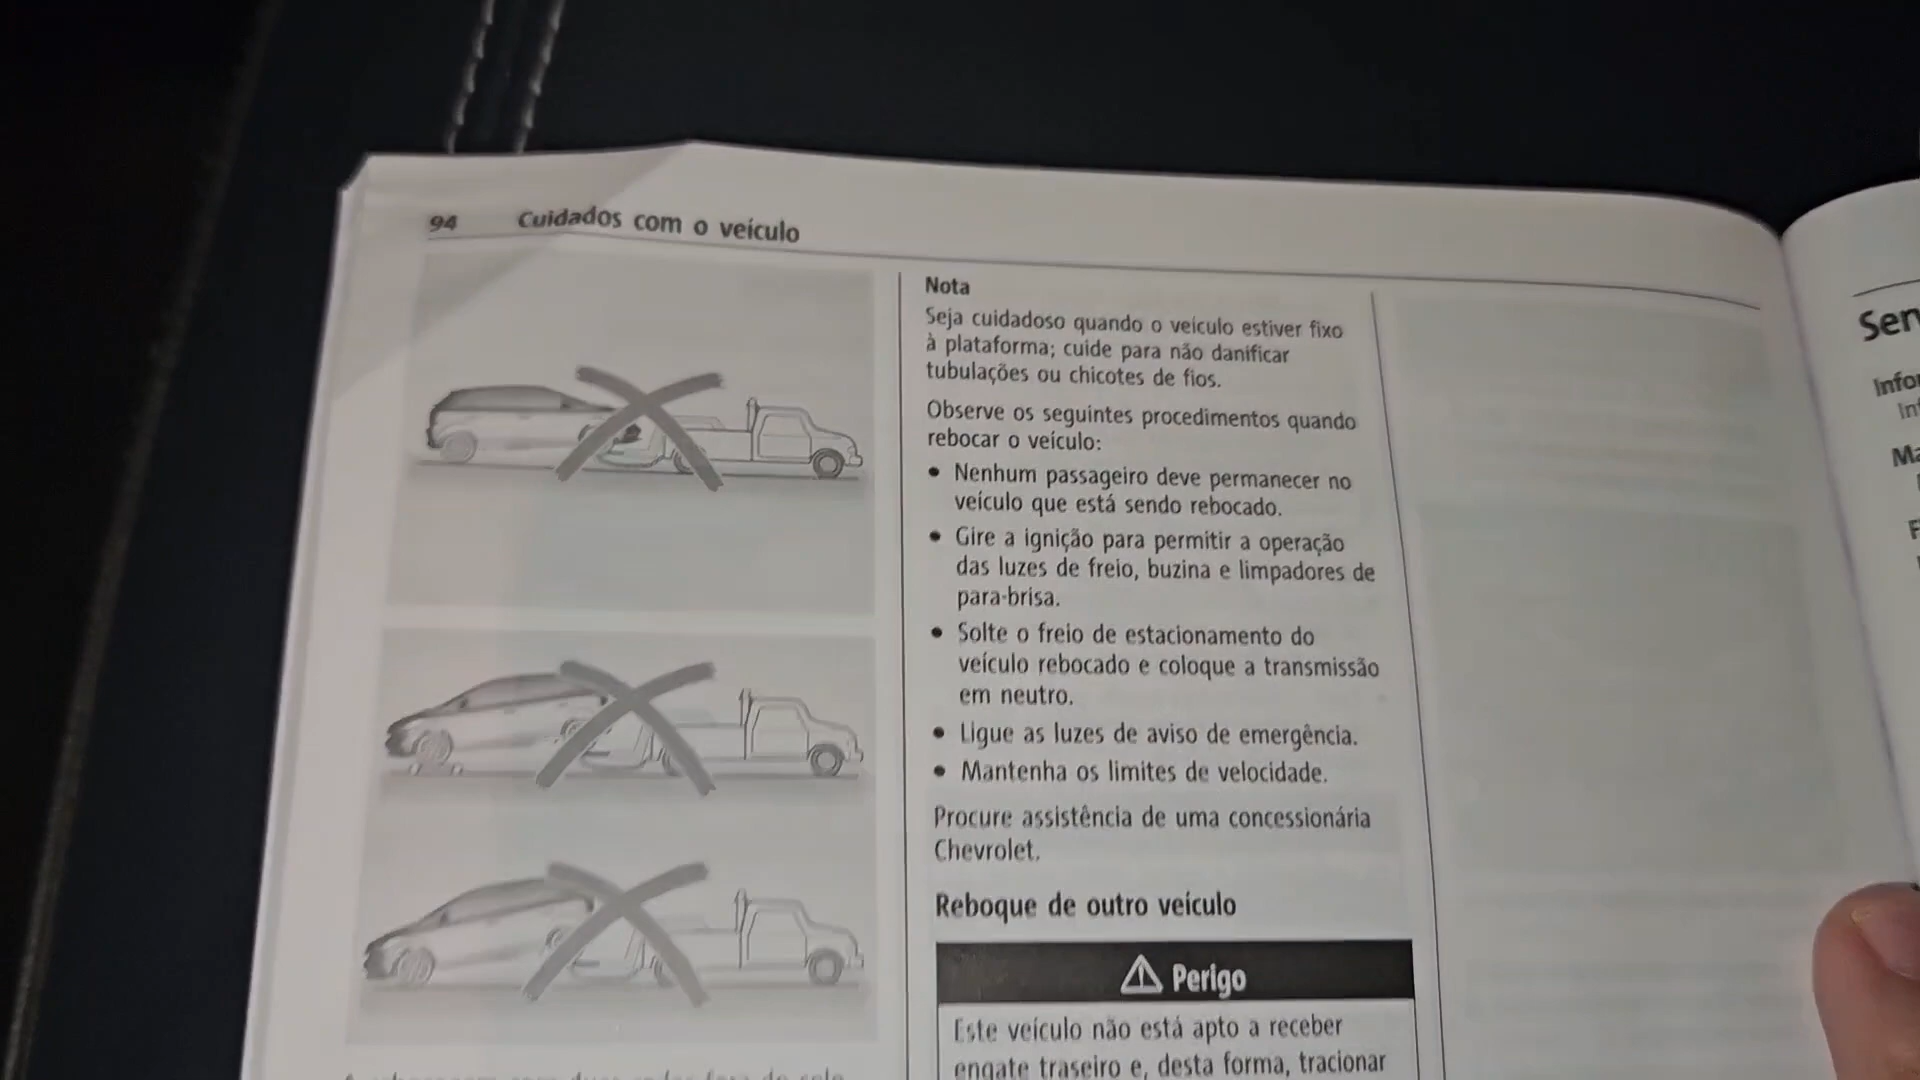 94 Cuidados com o veículo
Nota
Seja cuidadoso quando o veículo estiver fixo
à plataforma; cuide para não danificar
tubulações ou chicotes de fios.
Observe os seguintes procedimentos quando
rebocar o veículo:
• Nenhum passageiro deve permanecer no
veículo que está sendo rebocado.
• Gire a ignição para permitir a operação
das luzes de freio, buzina e limpadores de
para-brisa.
• Solte o freio de estacionamento do
veículo rebocado e coloque a transmissão
em neutro.
• Ligue as luzes de aviso de emergência.
• Mantenha os limites de velocidade.
Procure assistência de uma concessionária
Chevrolet.
Reboque de outro veículo
Perigo
Este veículo não está apto a receber
engate traseiro e, desta forma, tracionar